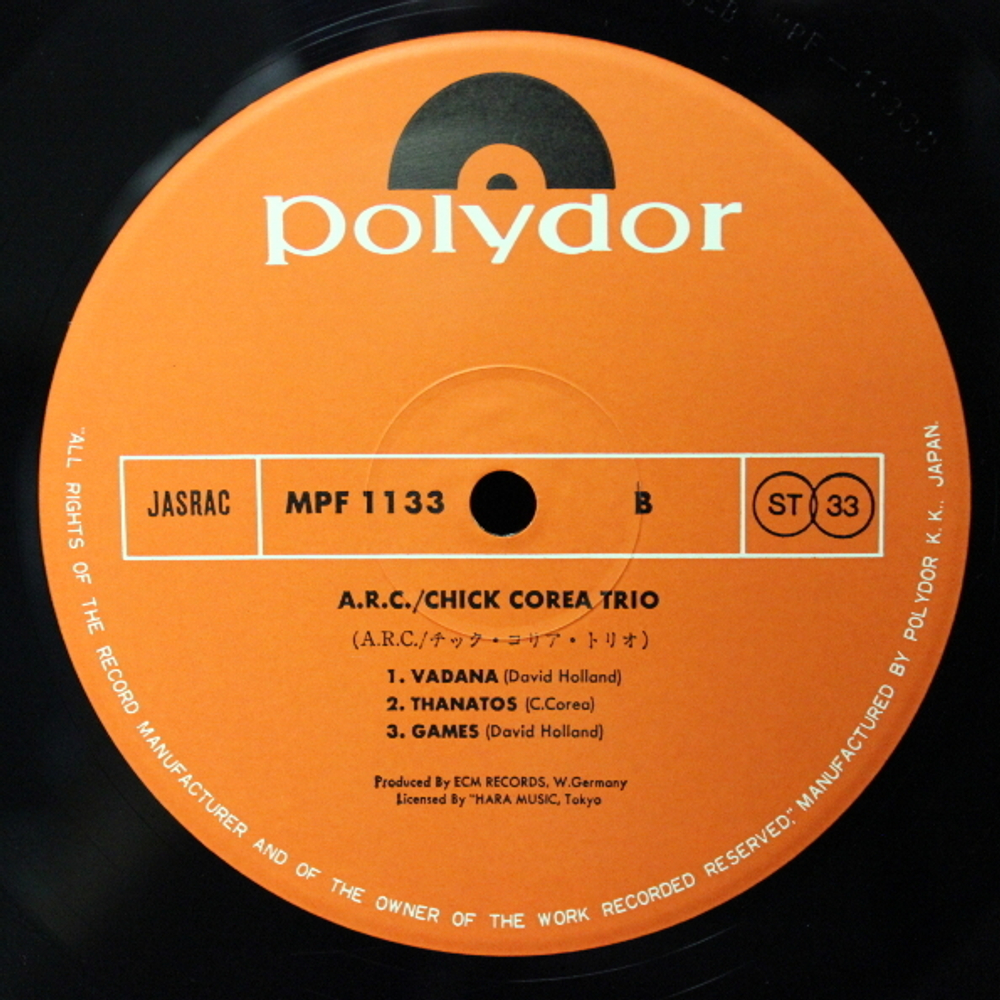 polydor
JASRAC
MPF 1133
B
ST 33
A.R.C./CHICK COREA TRIO
(A.R.C./チック・コリア・トリオ)
1. VADANA (David Holland)
2. THANATOS (C.Corea)
3. GAMES (David Holland)
Produced By ECM RECORDS, W.Germany
Licensed By "HARA MUSIC, Tokyo
"ALL RIGHTS OF THE RECORD MANUFACTURER AND OF THE OWNER OF THE WORK RECORDED RESERVED," MANUFACTURED BY POLYDOR K.K., JAPAN.